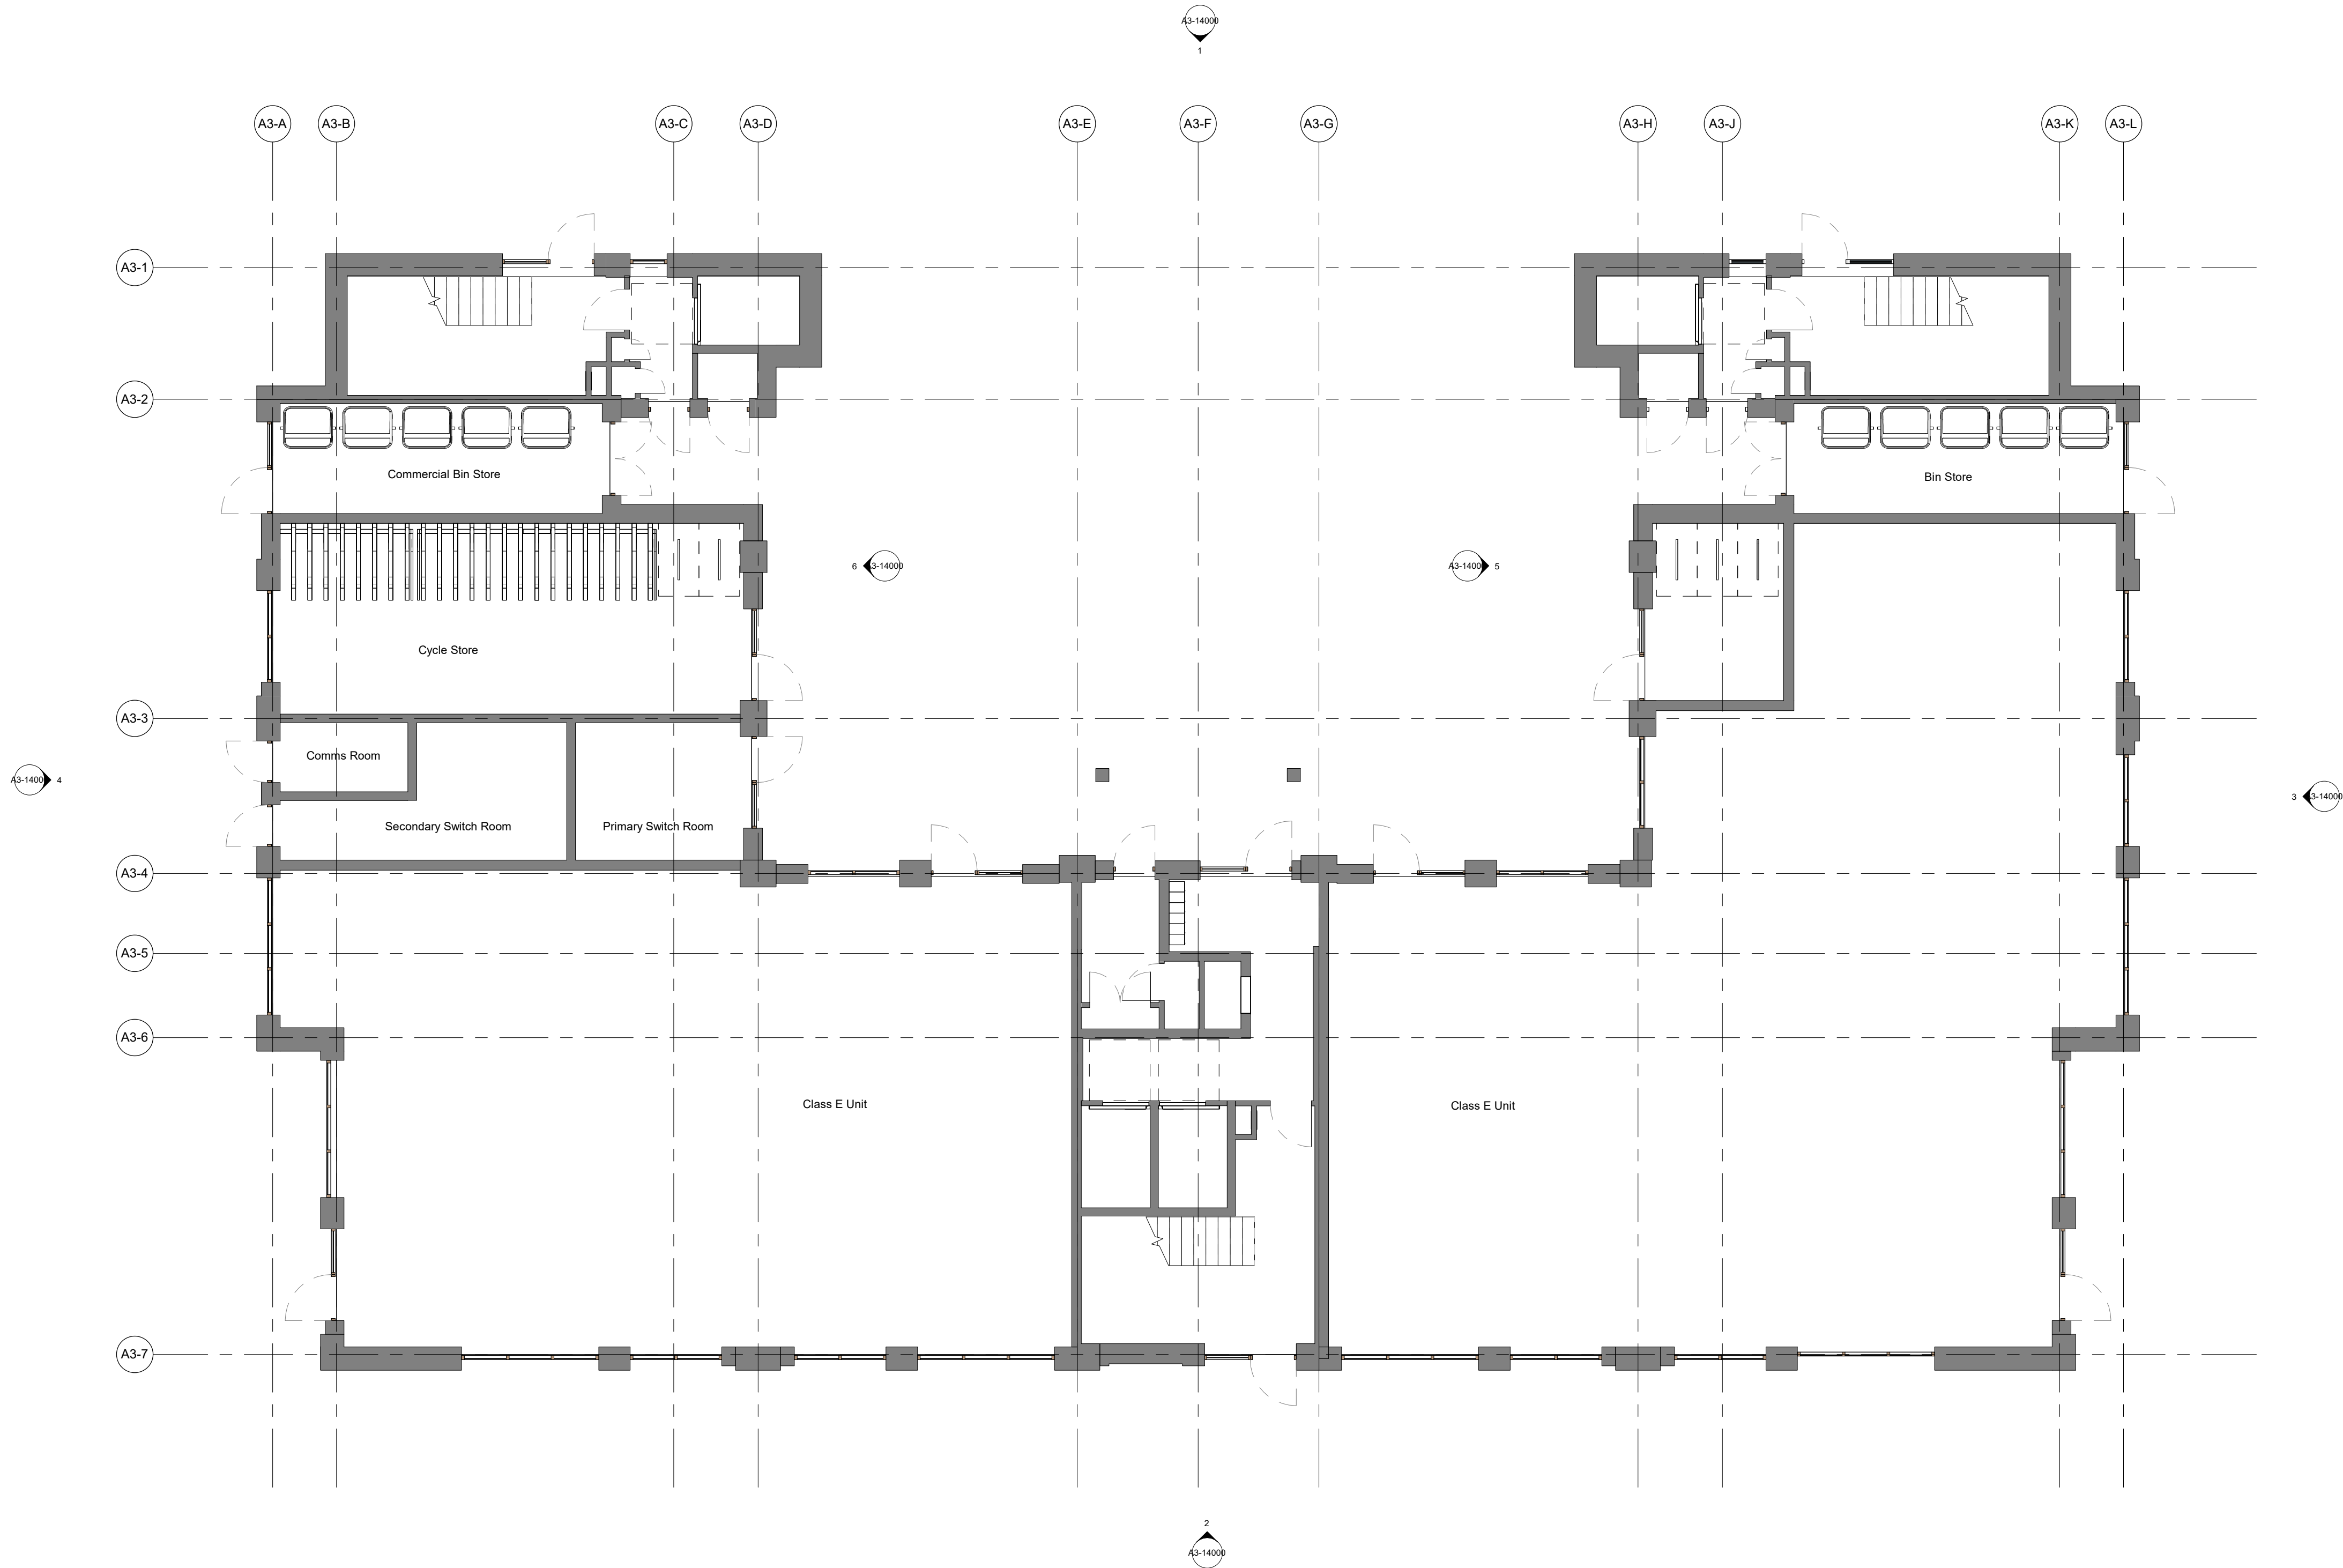 A3-14000
1
A3-A
A3-B
A3-C
A3-D
A3-E
A3-F
A3-G
A3-H
A3-J
A3-K
A3-L
A3-1
A3-2
Commercial Bin Store
Bin Store
6
A3-14000
A3-14000
5
Cycle Store
A3-3
Comms Room
A3-14000
4
3
A3-14000
Secondary Switch Room
Primary Switch Room
A3-4
A3-5
A3-6
Class E Unit
Class E Unit
A3-7
2
A3-14000